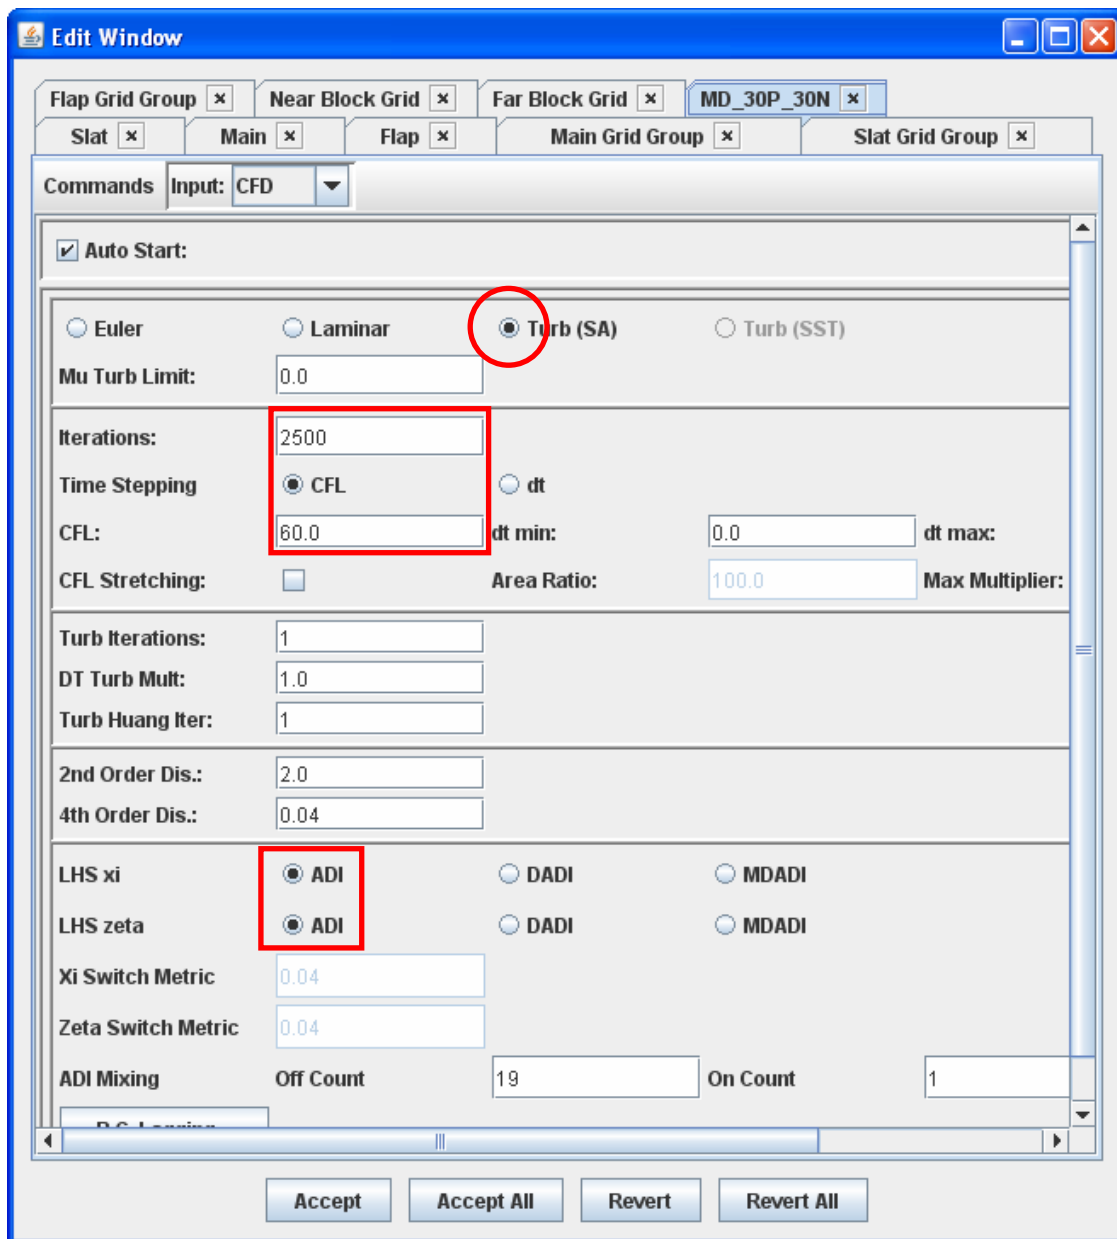 Edit Window
Flap Grid Group Near Block Grid Far Block Grid MD_30P_30N
Slat Main Flap Main Grid Group Slat Grid Group
Commands Input: CFD
Auto Start:
Euler Laminar Turb (SA) Turb (SST)
Mu Turb Limit: 0.0
Iterations: 2500
Time Stepping CFL dt
CFL: 60.0 dt min: 0.0 dt max:
CFL Stretching: Area Ratio: 100.0 Max Multiplier:
Turb Iterations: 1
DT Turb Mult: 1.0
Turb Huang Iter: 1
2nd Order Dis.: 2.0
4th Order Dis.: 0.04
LHS xi ADI DADI MDADI
LHS zeta ADI DADI MDADI
Xi Switch Metric 0.04
Zeta Switch Metric 0.04
ADI Mixing Off Count 19 On Count 1
Accept Accept All Revert Revert All